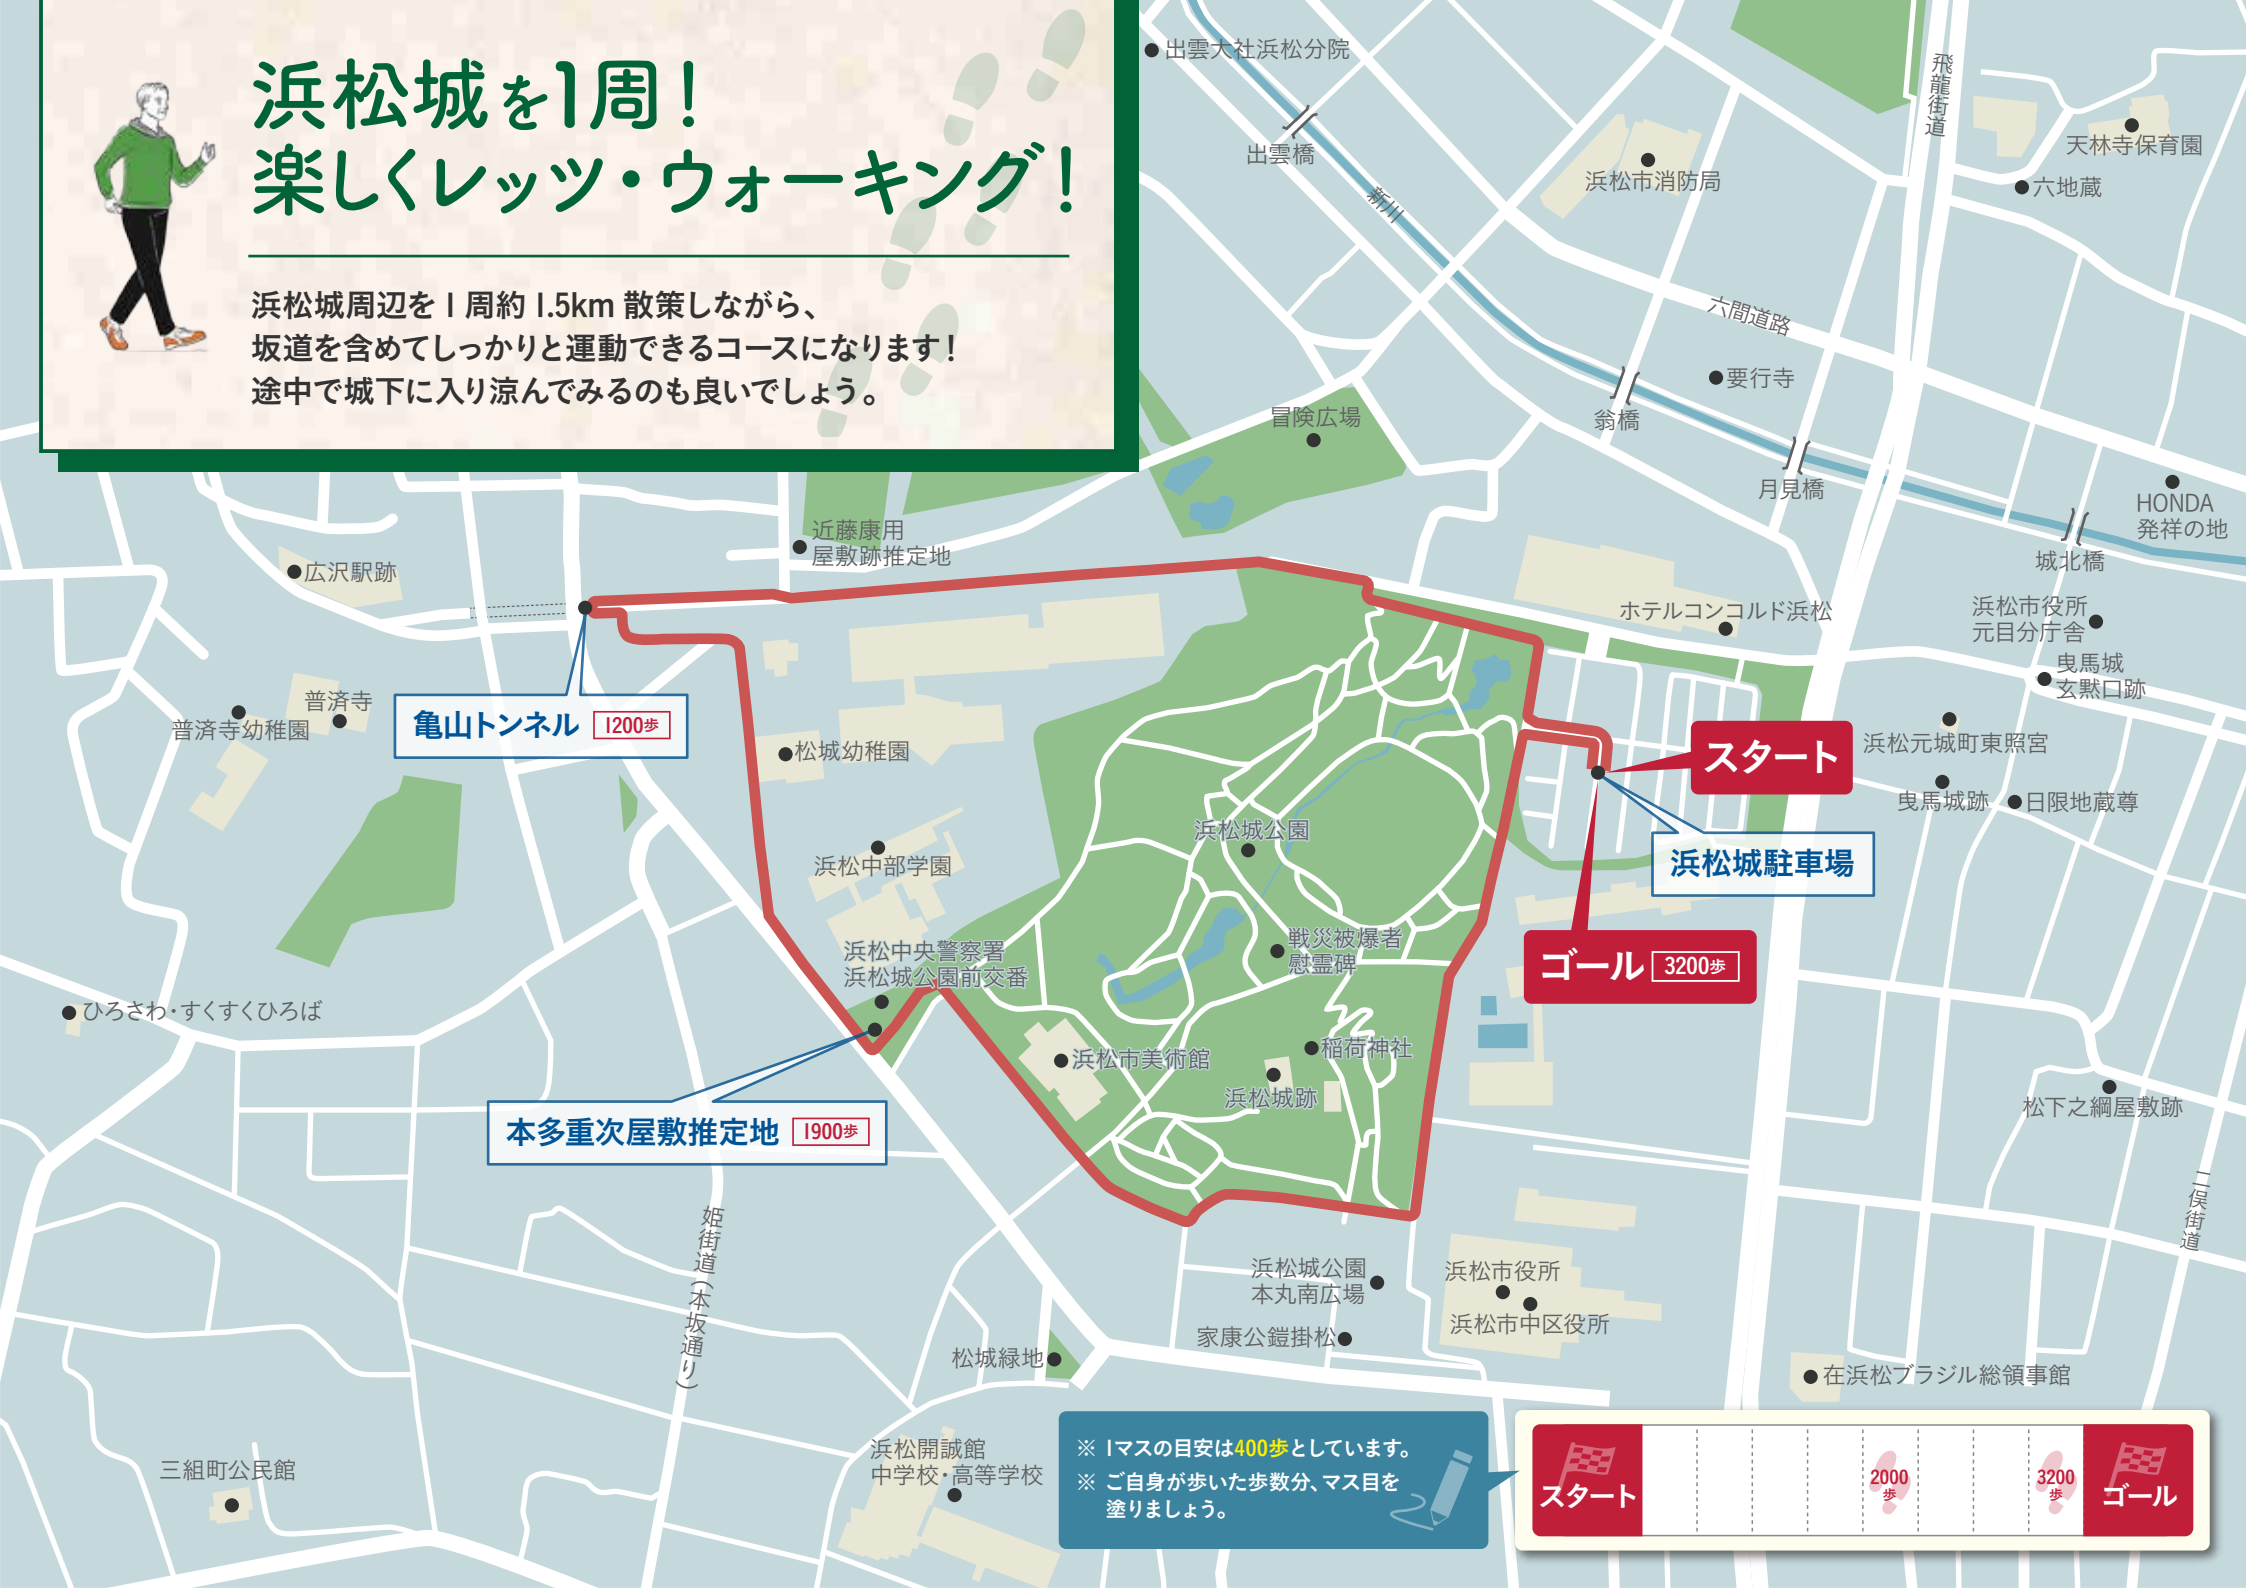 浜松城を1周！
楽しくレッツ・ウォーキング！
浜松城周辺を1周約1.5km散策しながら、
坂道を含めてしっかりと運動できるコースになります！
途中で城下に入り涼んでみるのも良いでしょう。
出雲大社浜松分院
出雲橋
新川
浜松市消防局
飛龍街道
天林寺保育園
六地蔵
六間道路
要行寺
翁橋
月見橋
HONDA
発祥の地
城北橋
冒険広場
近藤康用
屋敷跡推定地
広沢駅跡
ホテルコンコルド浜松
浜松市役所
元目分庁舎
曳馬城
玄黙口跡
普済寺
普済寺幼稚園
亀山トンネル 1200歩
松城幼稚園
スタート
浜松元城町東照宮
曳馬城跡
日限地蔵尊
浜松城公園
浜松城駐車場
浜松中部学園
浜松中央警察署
浜松城公園前交番
戦災被爆者
慰霊碑
ゴール 3200歩
ひろさわ・すくすくひろば
浜松市美術館
稲荷神社
浜松城跡
松下之綱屋敷跡
本多重次屋敷推定地 1900歩
二俣街道
姫街道（本坂通り）
浜松城公園
本丸南広場
浜松市役所
浜松市中区役所
家康公鎧掛松
松城緑地
在浜松ブラジル総領事館
三組町公民館
浜松開誠館
中学校・高等学校
※ 1マスの目安は400歩としています。
※ ご自身が歩いた歩数分、マス目を
塗りましょう。
スタート
2000
歩
3200
歩
ゴール